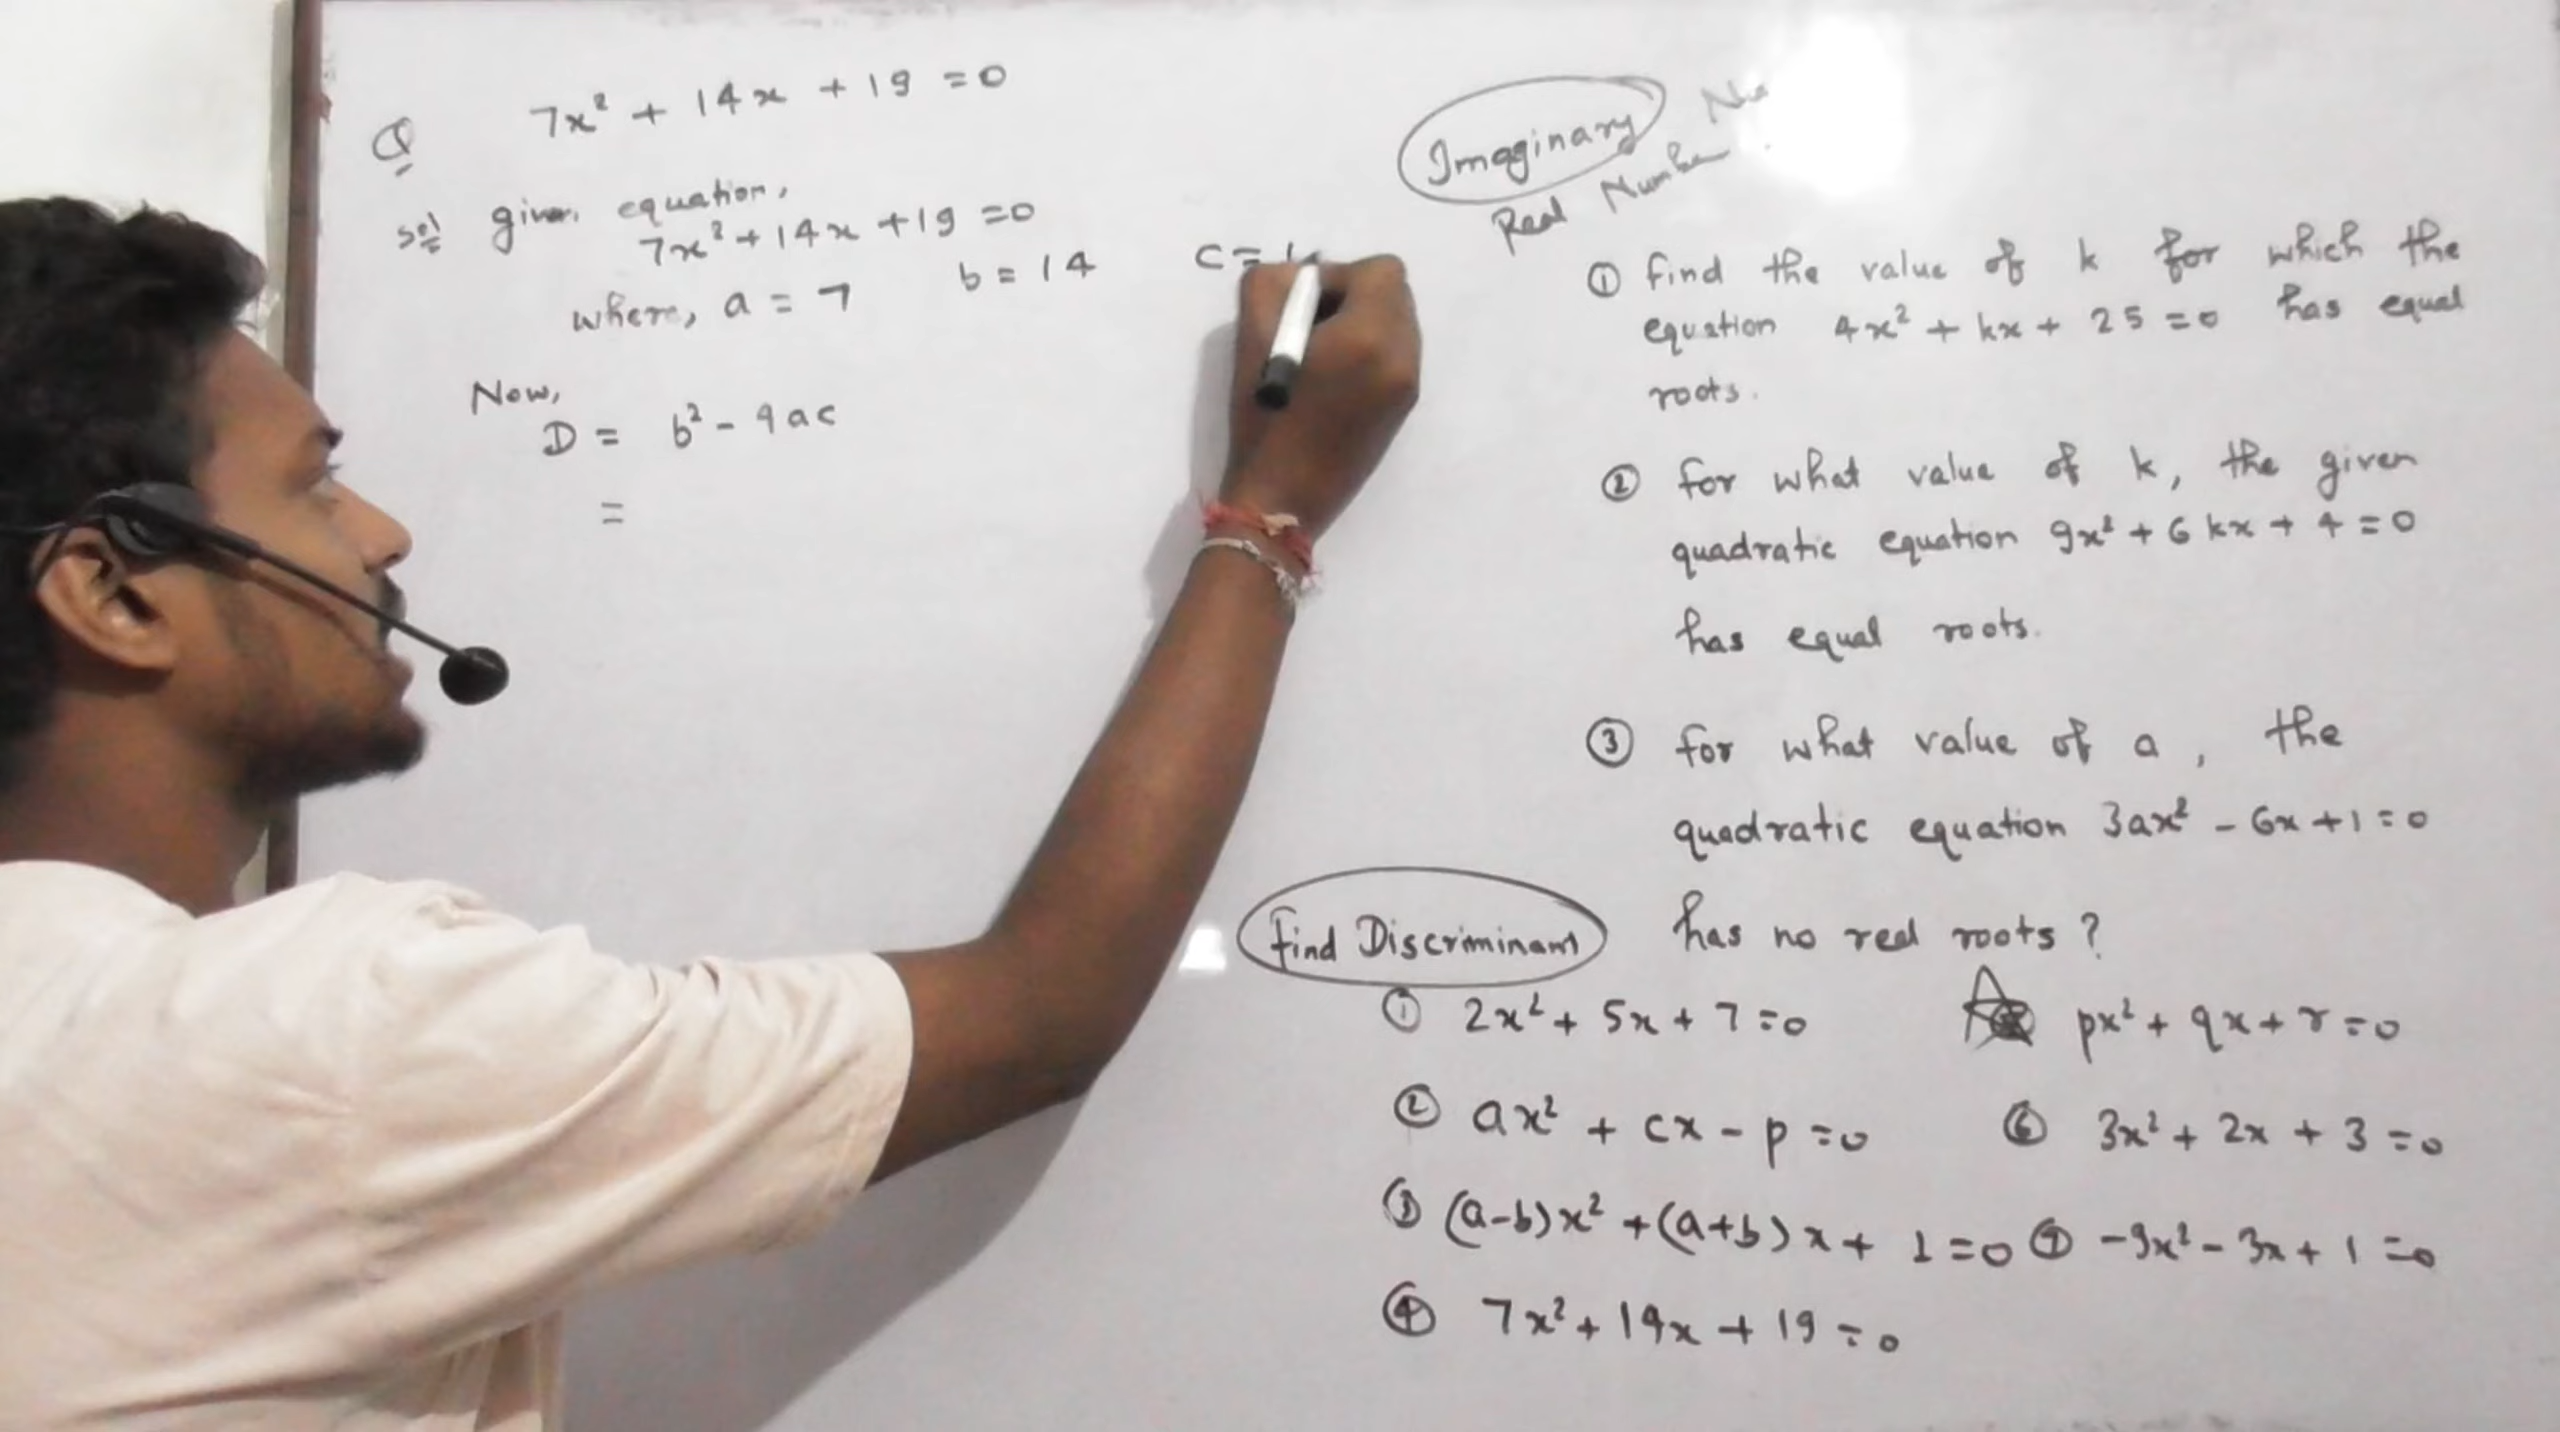 Q 7x² + 14x + 19 = 0
sol given equation,
7x² + 14x + 19 = 0
where, a = 7 b = 14 c = 1
Now,
D = b² - 4ac
=
Imaginary
Real Number
① find the value of k for which the
equation 4x² + kx + 25 = 0 has equal
roots.
② for what value of k, the given
quadratic equation 9x² + 6kx + 4 = 0
has equal roots.
③ for what value of a, the
quadratic equation 3ax² - 6x + 1 = 0
has no real roots?
find Discriminant
① 2x² + 5x + 7 = 0
② ax² + cx - p = 0
③ (a-b)x² + (a+b)x + 1 = 0
④ 7x² + 14x + 19 = 0
px² + qx + r = 0
⑥ 3x² + 2x + 3 = 0
⑦ -9x² - 3x + 1 = 0